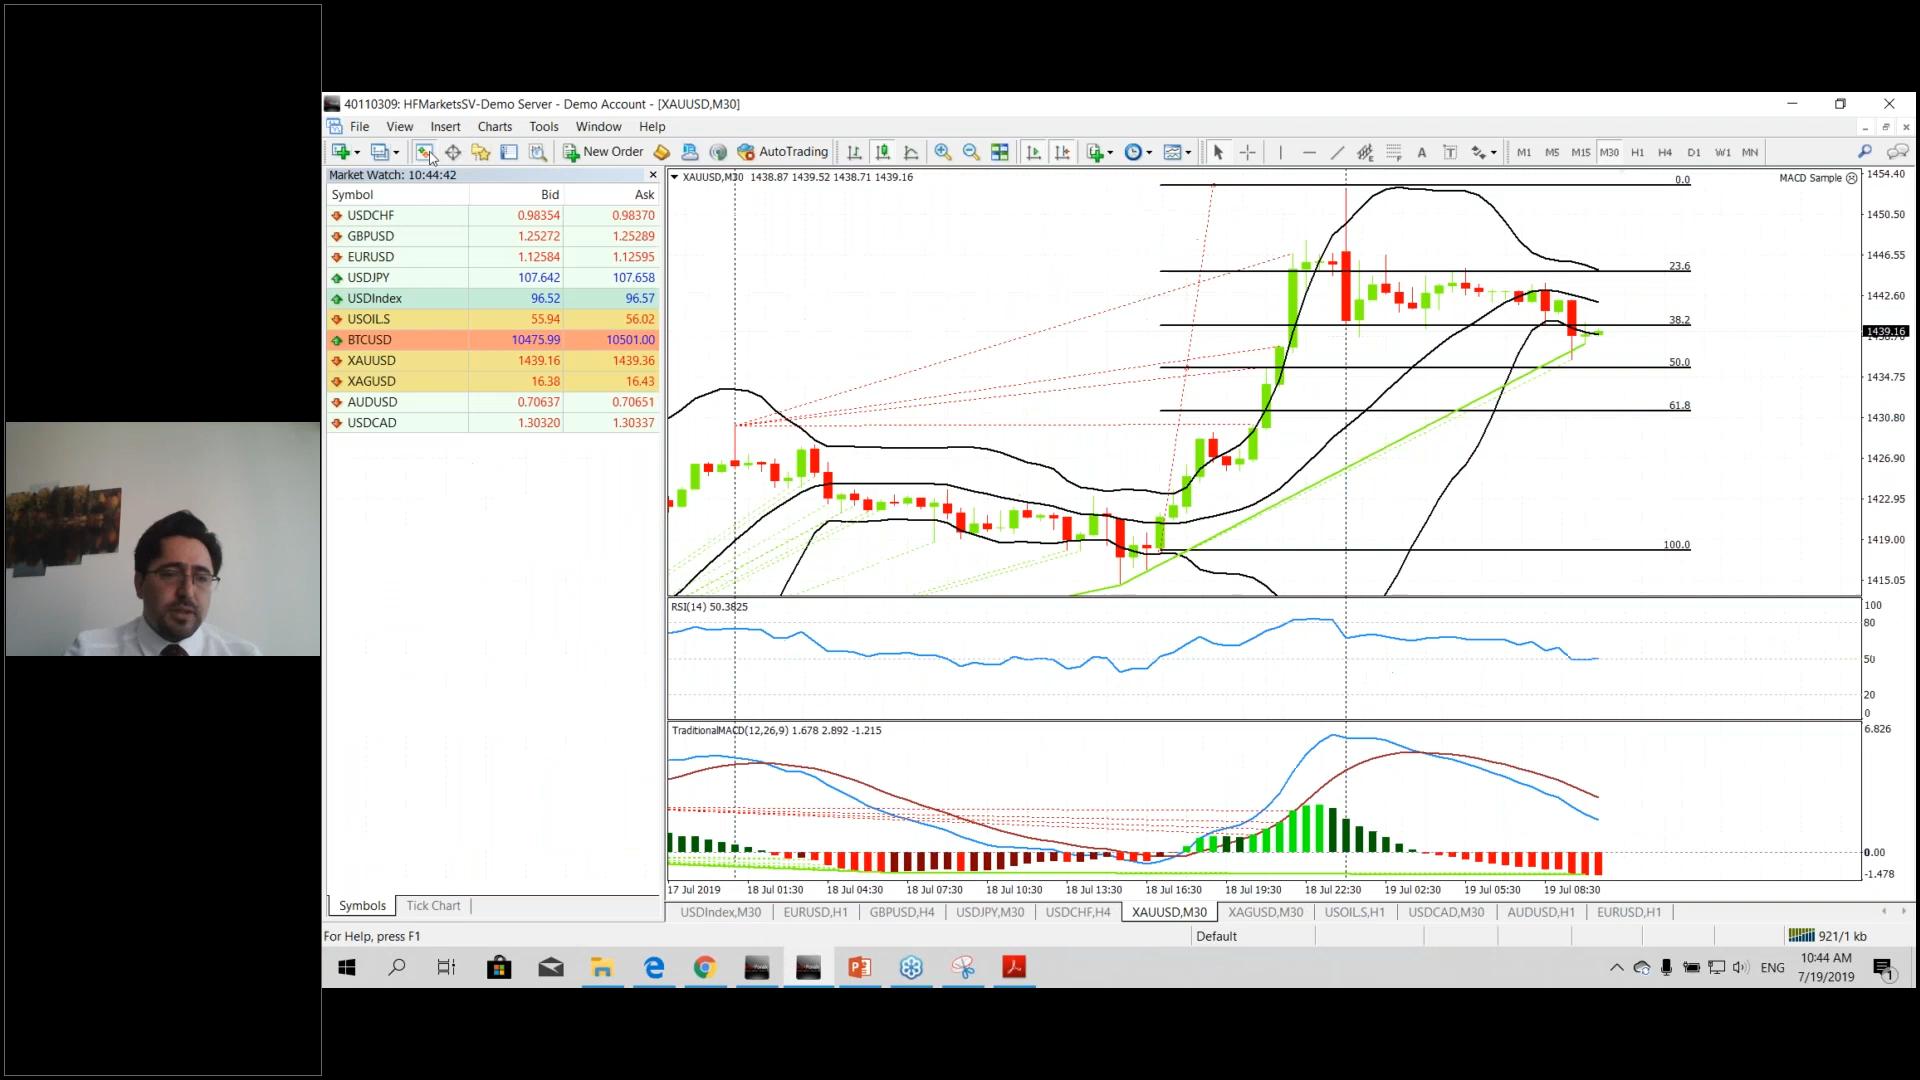 40110309: HFMarketsSV-Demo Server - Demo Account - [XAUUSD,M30]
File View Insert Charts Tools Window Help
New Order AutoTrading A T M1 M5 M15 M30 H1 H4 D1 W1 MN
Market Watch: 10:44:42
Symbol Bid Ask
USDCHF 0.98354 0.98370
GBPUSD 1.25272 1.25289
EURUSD 1.12584 1.12595
USDJPY 107.642 107.658
USDIndex 96.52 96.57
USOIL.S 55.94 56.02
BTCUSD 10475.99 10501.00
XAUUSD 1439.16 1439.36
XAGUSD 16.38 16.43
AUDUSD 0.70637 0.70651
USDCAD 1.30320 1.30337
Symbols Tick Chart
XAUUSD,M30 1438.87 1439.52 1438.71 1439.16
MACD Sample
0.0
23.6
38.2
50.0
61.8
100.0
1454.40
1450.50
1446.55
1442.60
1439.16
1434.75
1430.80
1426.90
1422.95
1419.00
1415.05
RSI(14) 50.3825
100
80
50
20
0
TraditionalMACD(12,26,9) 1.678 2.892 -1.215
6.826
0.00
-1.478
17 Jul 2019 18 Jul 01:30 18 Jul 04:30 18 Jul 07:30 18 Jul 10:30 18 Jul 13:30 18 Jul 16:30 18 Jul 19:30 18 Jul 22:30 19 Jul 02:30 19 Jul 05:30 19 Jul 08:30
USDIndex,M30 EURUSD,H1 GBPUSD,H4 USDJPY,M30 USDCHF,H4 XAUUSD,M30 XAGUSD,M30 USOIL.S,H1 USDCAD,M30 AUDUSD,H1 EURUSD,H1
For Help, press F1 Default 921/1 kb
ENG
10:44 AM
7/19/2019
1